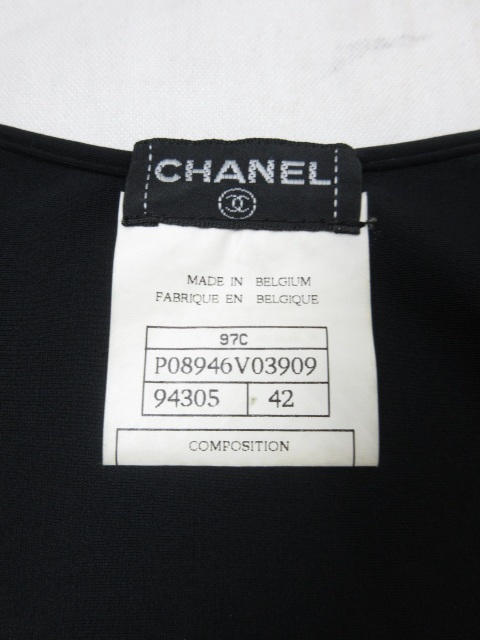 CHANEL
MADE IN BELGIUM
FABRIQUE EN BELGIQUE
97C
P08946V03909
94305 42
COMPOSITION